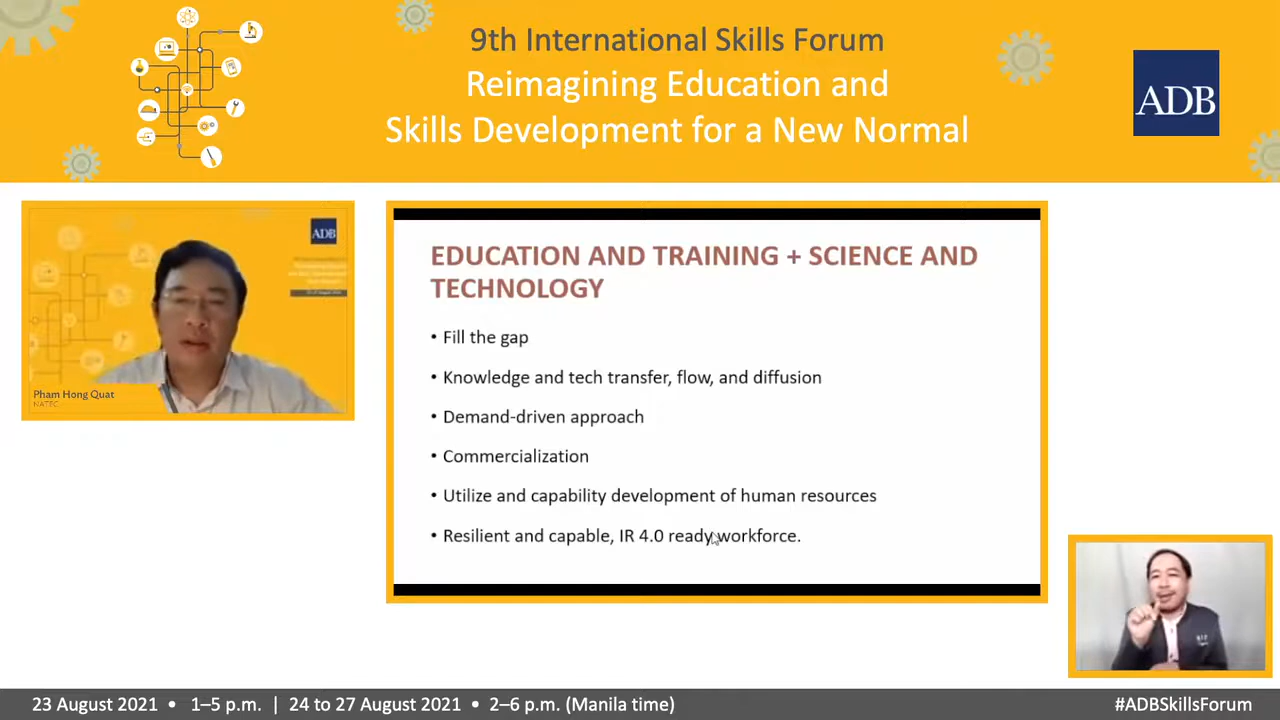 9th International Skills Forum
Reimagining Education and
Skills Development for a New Normal
ADB
ADB
Pham Hong Quat
NATEC
EDUCATION AND TRAINING + SCIENCE AND
TECHNOLOGY
• Fill the gap
• Knowledge and tech transfer, flow, and diffusion
• Demand-driven approach
• Commercialization
• Utilize and capability development of human resources
• Resilient and capable, IR 4.0 ready workforce.
23 August 2021 • 1–5 p.m. | 24 to 27 August 2021 • 2–6 p.m. (Manila time)
#ADBSkillsForum